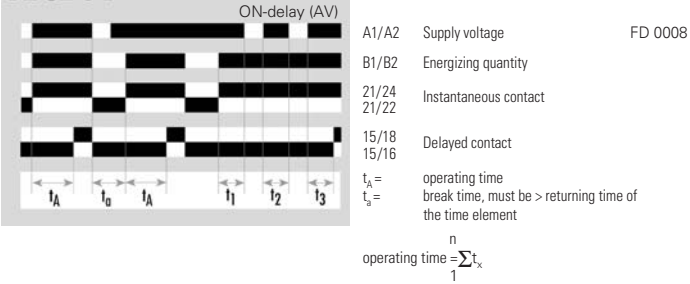 ON-delay (AV)
A1/A2 Supply voltage FD 0008
B1/B2 Energizing quantity
21/24
21/22 Instantaneous contact
15/18
15/16 Delayed contact
tA ta tA t1 t2 t3
tA = operating time
ta = break time, must be > returning time of
the time element
n
operating time = ∑tx
1